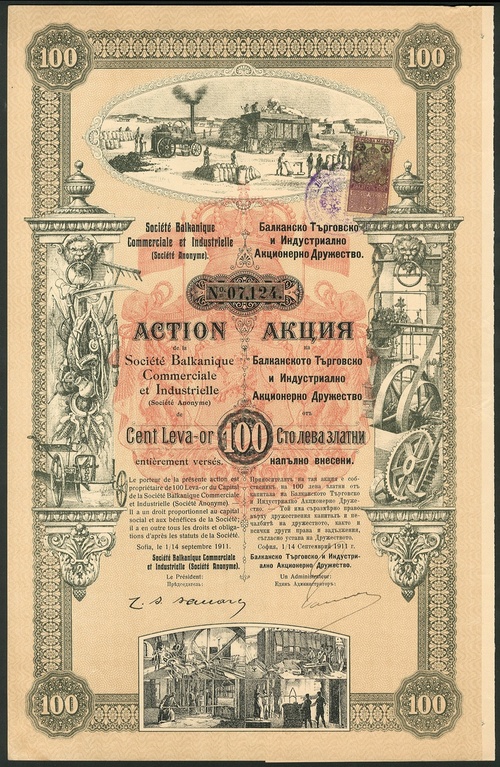 100
100
Société Balkanique
Commerciale et Industrielle
(Société Anonyme).
Балканско Търговско
и Индустриално
Акционерно Дружество.
No 07,124.
ACTION
de la
Société Balkanique
Commerciale
et Industrielle
(Société Anonyme)
de
Cent Leva-or
entièrement versés.
100
АКЦИЯ
на
Балканското Търговско
и Индустриално
Акционерно Дружество
отъ
Сто лева златни
напълно внесени.
Le porteur de la présente action est
propriétaire de 100 Leva-or du Capital
de la Société Balkanique Commerciale
et Industrielle (Société Anonyme).—
Il a un droit proportionnel au capital
social et aux bénéfices de la Société;
il a en outre tous les droits et obliga-
tions d'après les statuts de la Société.
Sofia, le 1/14 septembre 1911.
Société Balkanique Commerciale
et Industrielle (Société Anonyme).
Le Président:
Прѣдседатель:
Приносительтъ на тая акция е соб-
ственикъ на 100 лева златни отъ
капитала на Балканското Търговско
и Индустриално Акционерно Друже-
ство. Той има съразмѣрно право
върху дружественния капиталъ и пе-
чалбитѣ на дружеството, както и
всички други права и задължения,
съгласно устава на Дружеството.
София, 1/14 Септемврий 1911 г.
Балканско Търговско и Индустри-
ално Акционерно Дружество.
Un Administrateur:
Единъ Администраторъ:
100
100